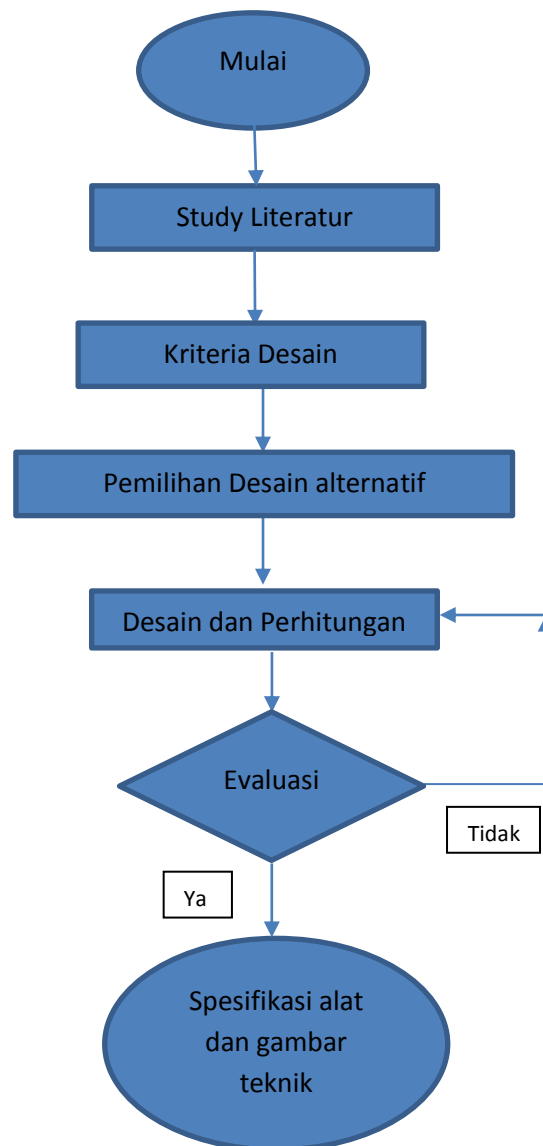 Mulai
Study Literatur
Kriteria Desain
Pemilihan Desain alternatif
Desain dan Perhitungan
Evaluasi
Tidak
Ya
Spesifikasi alat
dan gambar
teknik